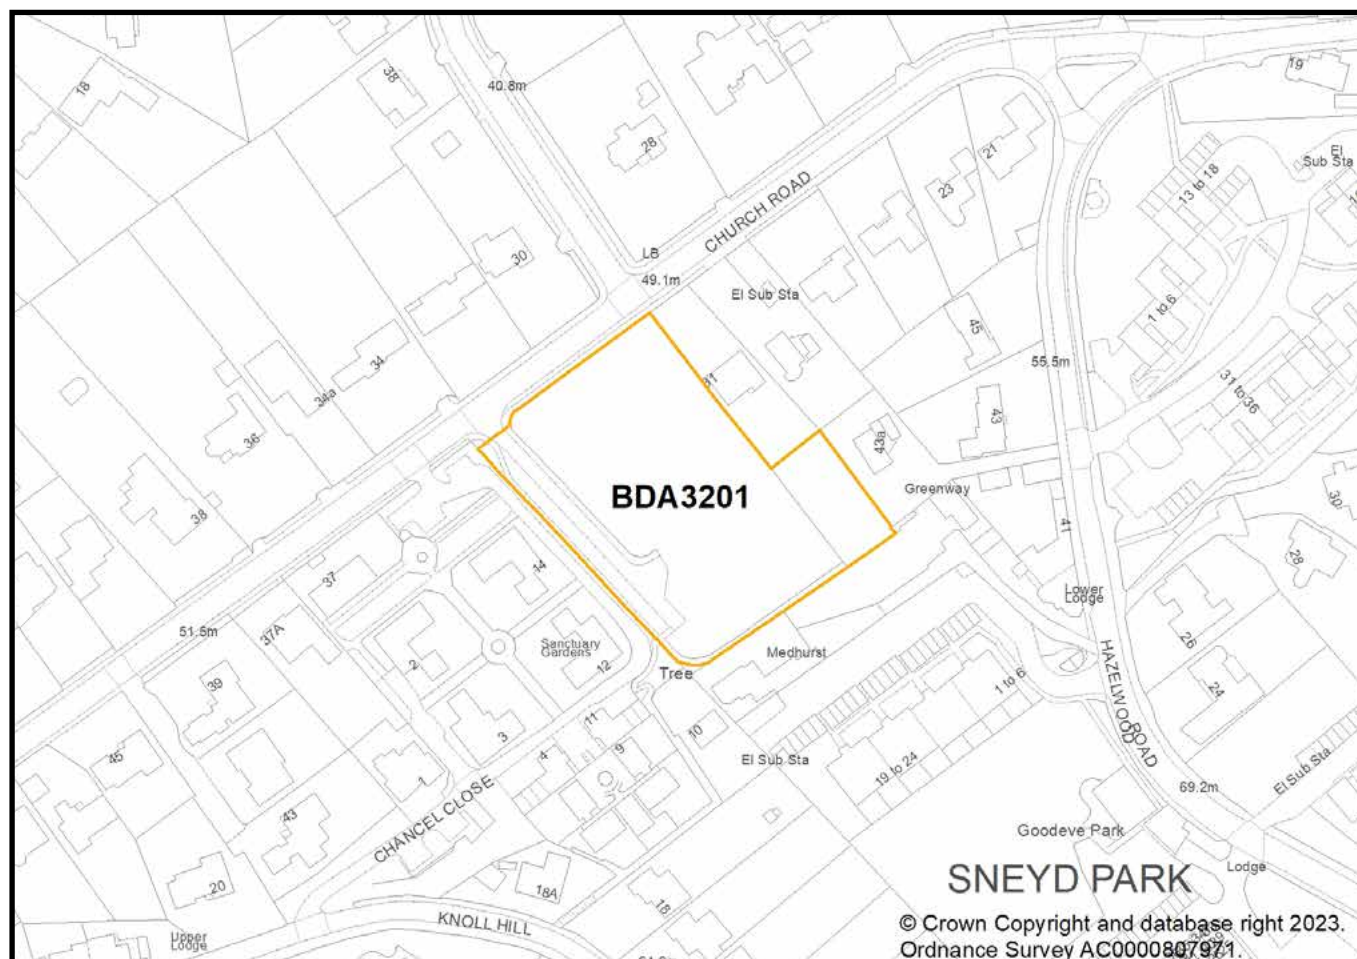 18
38
40.8m
28
19
El
Sub Sta
13 to 18
21
23
CHURCH ROAD
LB
49.1m
30
El Sub Sta
1 to 6
45
55.5m
31 to 36
34
34a
31
36
43
43a
BDA3201
Greenway
38
41
30
28
37
14
Lower
Lodge
51.5m
37A
Sanctuary
Gardens
12
2
Medhurst
Tree
26
HAZELWOOD ROAD
24
39
1 to 6
3
11
10
9
4
El Sub Sta
19 to 24
45
1
69.2m
El Sub Sta
43
CHANCEL CLOSE
Goodeve Park
20
18A
18
SNEYD PARK
Lodge
KNOLL HILL
Upper
Lodge
© Crown Copyright and database right 2023.
Ordnance Survey AC0000807971.